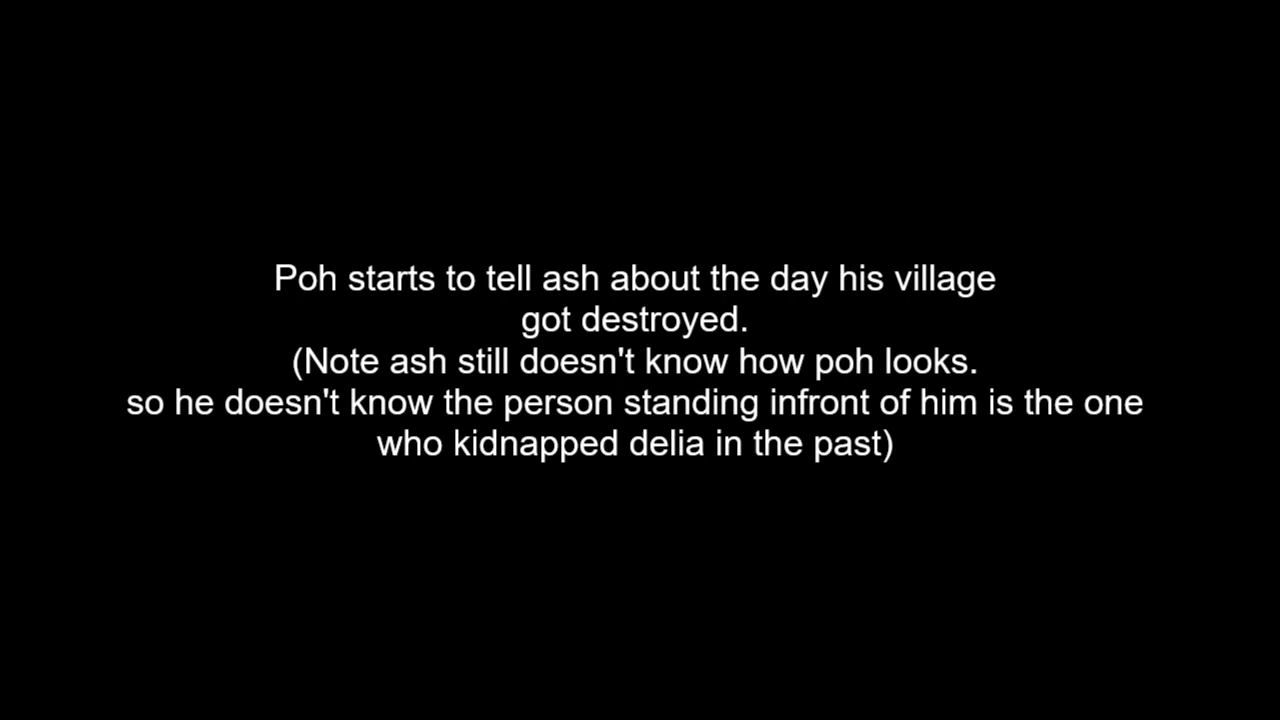 Poh starts to tell ash about the day his village
got destroyed.
(Note ash still doesn't know how poh looks.
so he doesn't know the person standing infront of him is the one
who kidnapped delia in the past)